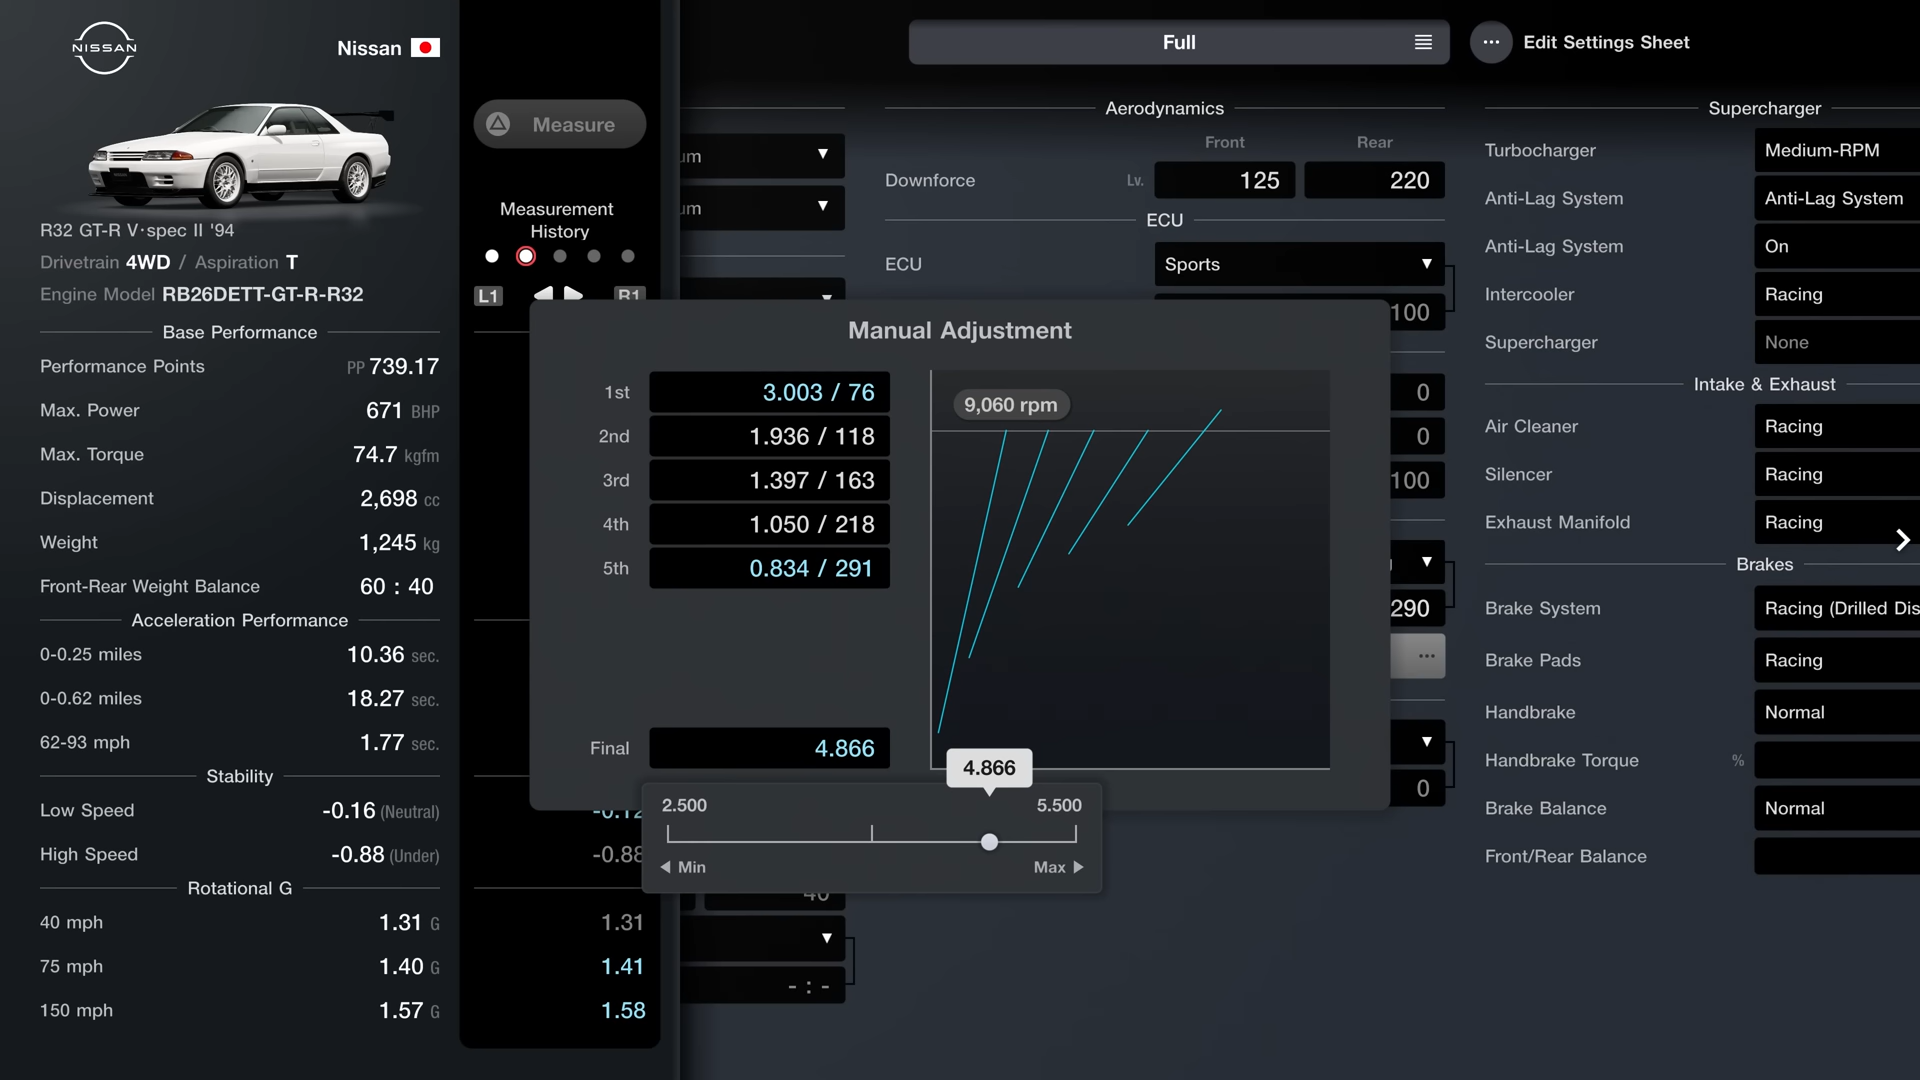 NISSAN
Nissan
R32 GT-R V·spec II '94
Drivetrain 4WD / Aspiration T
Engine Model RB26DETT-GT-R-R32
Base Performance
Performance Points PP 739.17
Max. Power 671 BHP
Max. Torque 74.7 kgfm
Displacement 2,698 cc
Weight 1,245 kg
Front-Rear Weight Balance 60 : 40
Acceleration Performance
0-0.25 miles 10.36 sec.
0-0.62 miles 18.27 sec.
62-93 mph 1.77 sec.
Stability
Low Speed -0.16 (Neutral)
High Speed -0.88 (Under)
Rotational G
40 mph 1.31 G
75 mph 1.40 G
150 mph 1.57 G
Measure
Measurement
History
L1 R1
-0.12
-0.88
1.31
1.41
1.58
um
um
40
- : -
Full
Edit Settings Sheet
Aerodynamics
Front Rear
Downforce Lv. 125 220
ECU
ECU Sports
100
0
0
100
290
0
Manual Adjustment
1st 3.003 / 76
2nd 1.936 / 118
3rd 1.397 / 163
4th 1.050 / 218
5th 0.834 / 291
Final 4.866
9,060 rpm
4.866
2.500 5.500
Min Max
Supercharger
Turbocharger Medium-RPM
Anti-Lag System Anti-Lag System
Anti-Lag System On
Intercooler Racing
Supercharger None
Intake & Exhaust
Air Cleaner Racing
Silencer Racing
Exhaust Manifold Racing
Brakes
Brake System Racing (Drilled Dis
Brake Pads Racing
Handbrake Normal
Handbrake Torque %
Brake Balance Normal
Front/Rear Balance